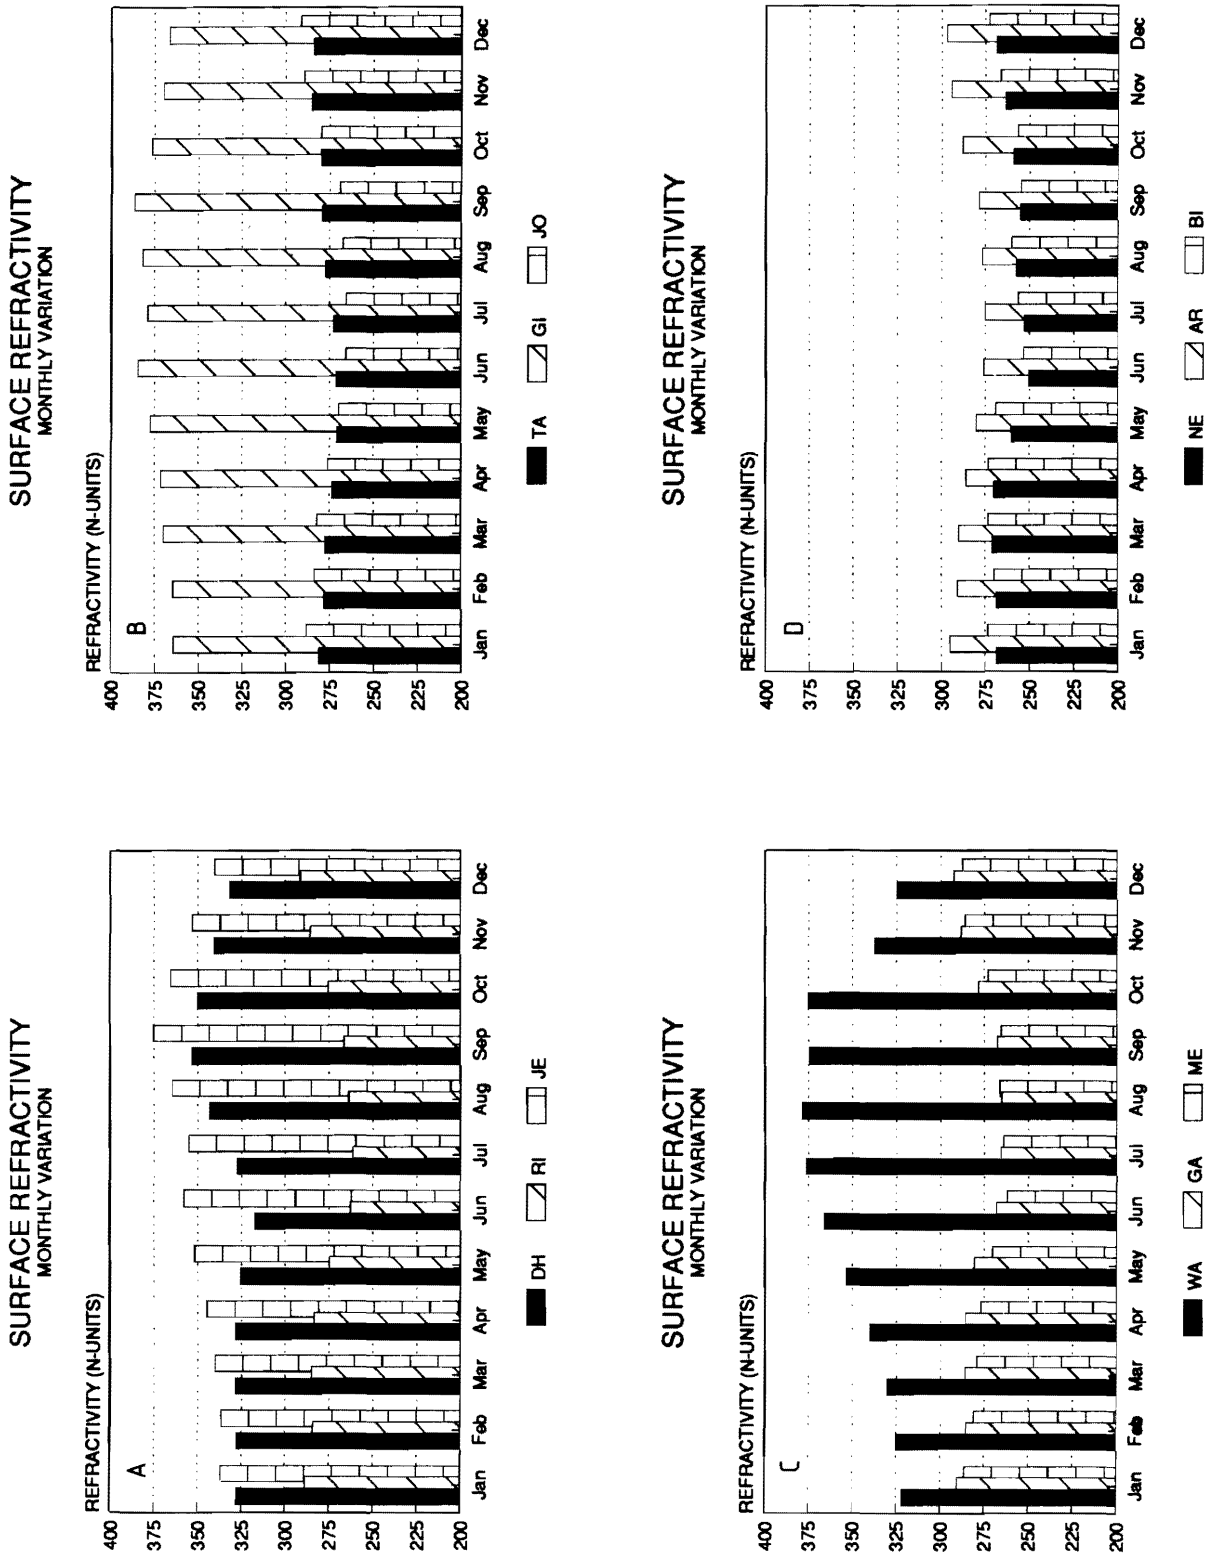 SURFACE REFRACTIVITY
MONTHLY VARIATION
REFRACTIVITY (N-UNITS)
A
400
375
350
325
300
275
250
225
200
Jan Feb Mar Apr May Jun Jul Aug Sep Oct Nov Dec
DH RI JE
SURFACE REFRACTIVITY
MONTHLY VARIATION
REFRACTIVITY (N-UNITS)
B
400
375
350
325
300
275
250
225
200
Jan Feb Mar Apr May Jun Jul Aug Sep Oct Nov Dec
TA GI JO
SURFACE REFRACTIVITY
MONTHLY VARIATION
REFRACTIVITY (N-UNITS)
C
400
375
350
325
300
275
250
225
200
Jan Feb Mar Apr May Jun Jul Aug Sep Oct Nov Dec
WA GA ME
SURFACE REFRACTIVITY
MONTHLY VARIATION
REFRACTIVITY (N-UNITS)
D
400
375
350
325
300
275
250
225
200
Jan Feb Mar Apr May Jun Jul Aug Sep Oct Nov Dec
NE AR BI